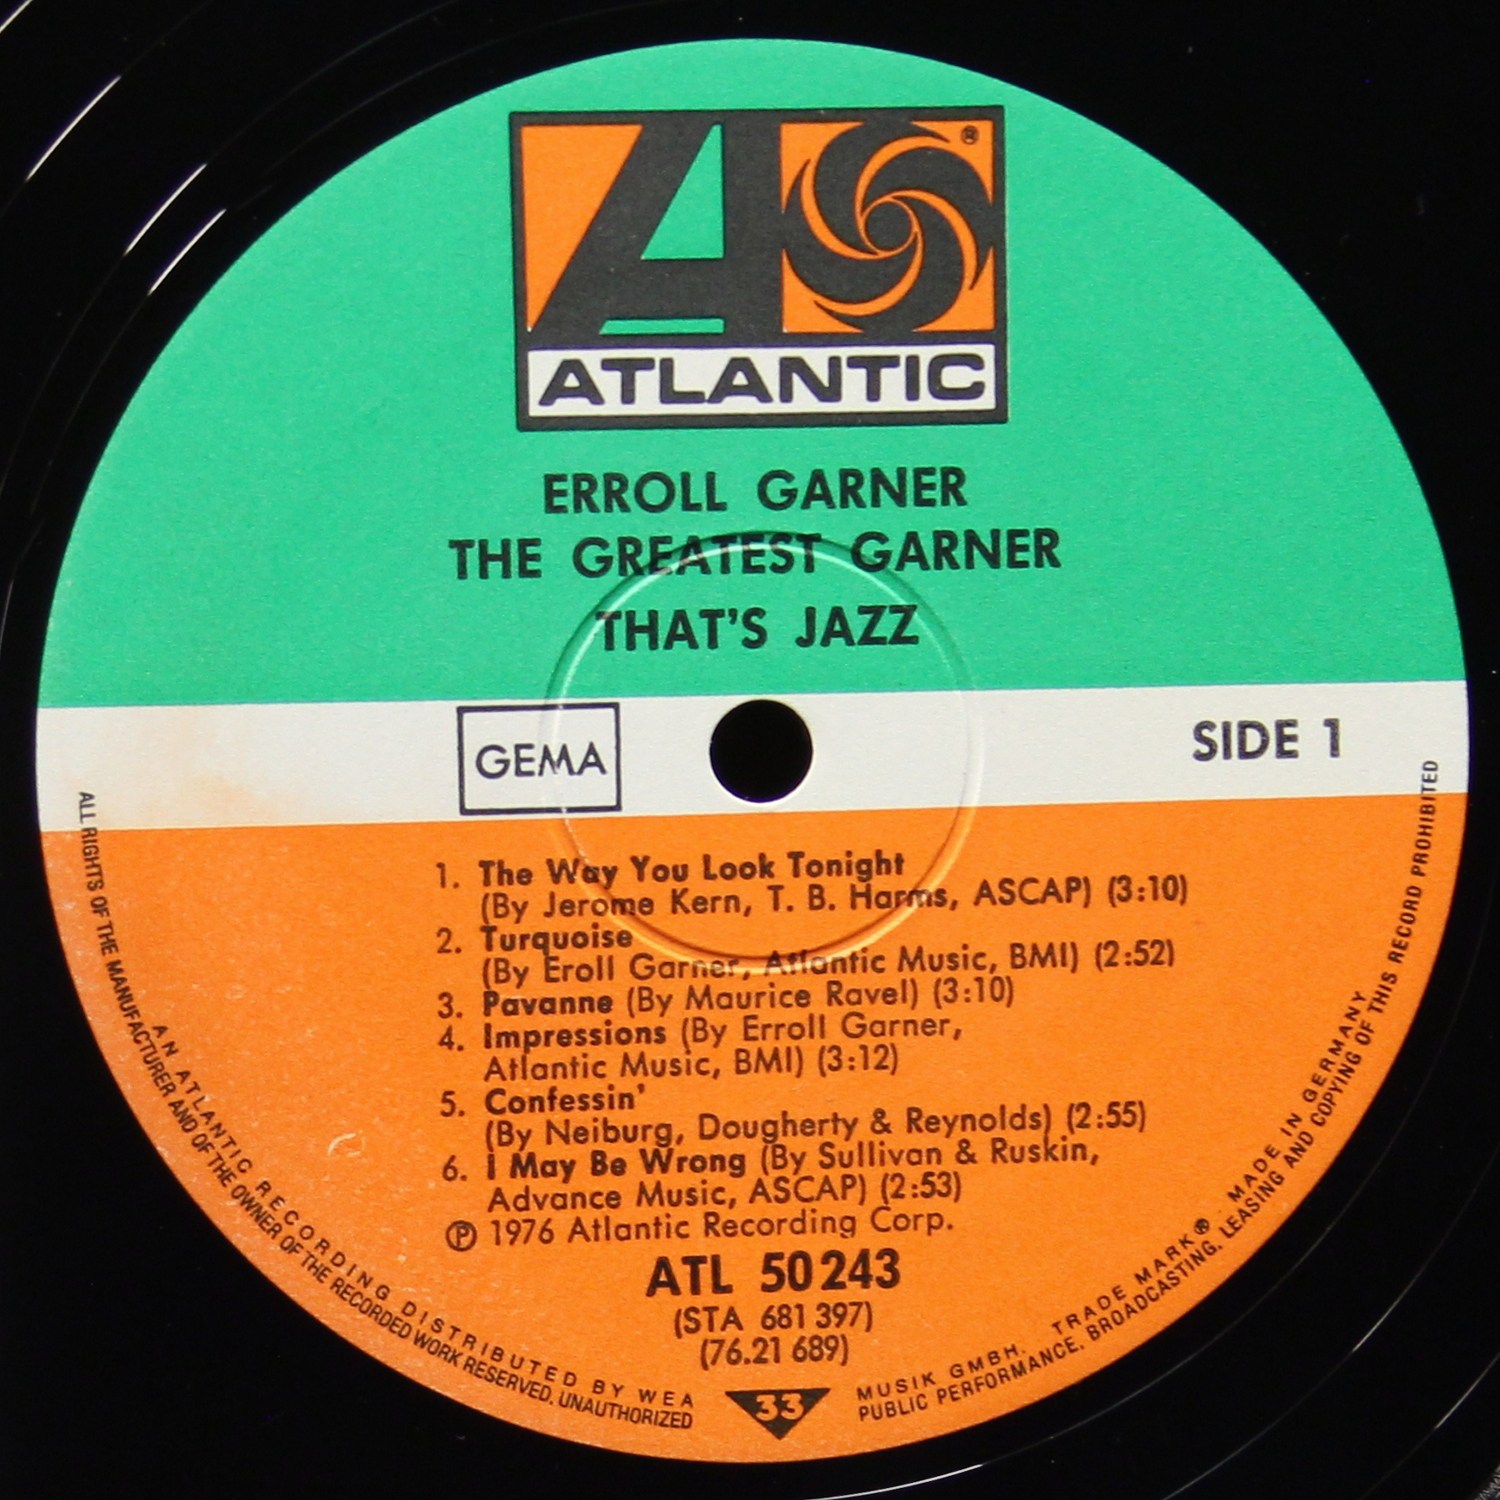 ATLANTIC
®
ERROLL GARNER
THE GREATEST GARNER
THAT'S JAZZ
GEMA
SIDE 1
1. The Way You Look Tonight
(By Jerome Kern, T. B. Harms, ASCAP) (3:10)
2. Turquoise
(By Eroll Garner, Atlantic Music, BMI) (2:52)
3. Pavanne (By Maurice Ravel) (3:10)
4. Impressions (By Erroll Garner,
Atlantic Music, BMI) (3:12)
5. Confessin'
(By Neiburg, Dougherty & Reynolds) (2:55)
6. I May Be Wrong (By Sullivan & Ruskin,
Advance Music, ASCAP) (2:53)
℗ 1976 Atlantic Recording Corp.
ATL 50243
(STA 681 397)
(76.21 689)
33
AN ATLANTIC RECORDING DISTRIBUTED BY WEA MUSIK GMBH. TRADE MARK® · MADE IN GERMANY
ALL RIGHTS OF THE MANUFACTURER AND OF THE OWNER OF THE RECORDED WORK RESERVED. UNAUTHORIZED PUBLIC PERFORMANCE, BROADCASTING, LEASING AND COPYING OF THIS RECORD PROHIBITED